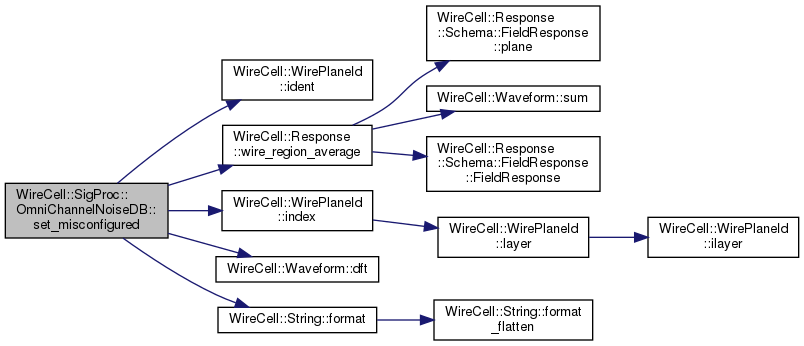 WireCell::SigProc::
OmniChannelNoiseDB::
set_misconfigured
WireCell::WirePlaneId
::ident
WireCell::Response
::wire_region_average
WireCell::WirePlaneId
::index
WireCell::Waveform::dft
WireCell::String::format
WireCell::Response
::Schema::FieldResponse
::plane
WireCell::Waveform::sum
WireCell::Response
::Schema::FieldResponse
::FieldResponse
WireCell::WirePlaneId
::layer
WireCell::String::format
_flatten
WireCell::WirePlaneId
::ilayer